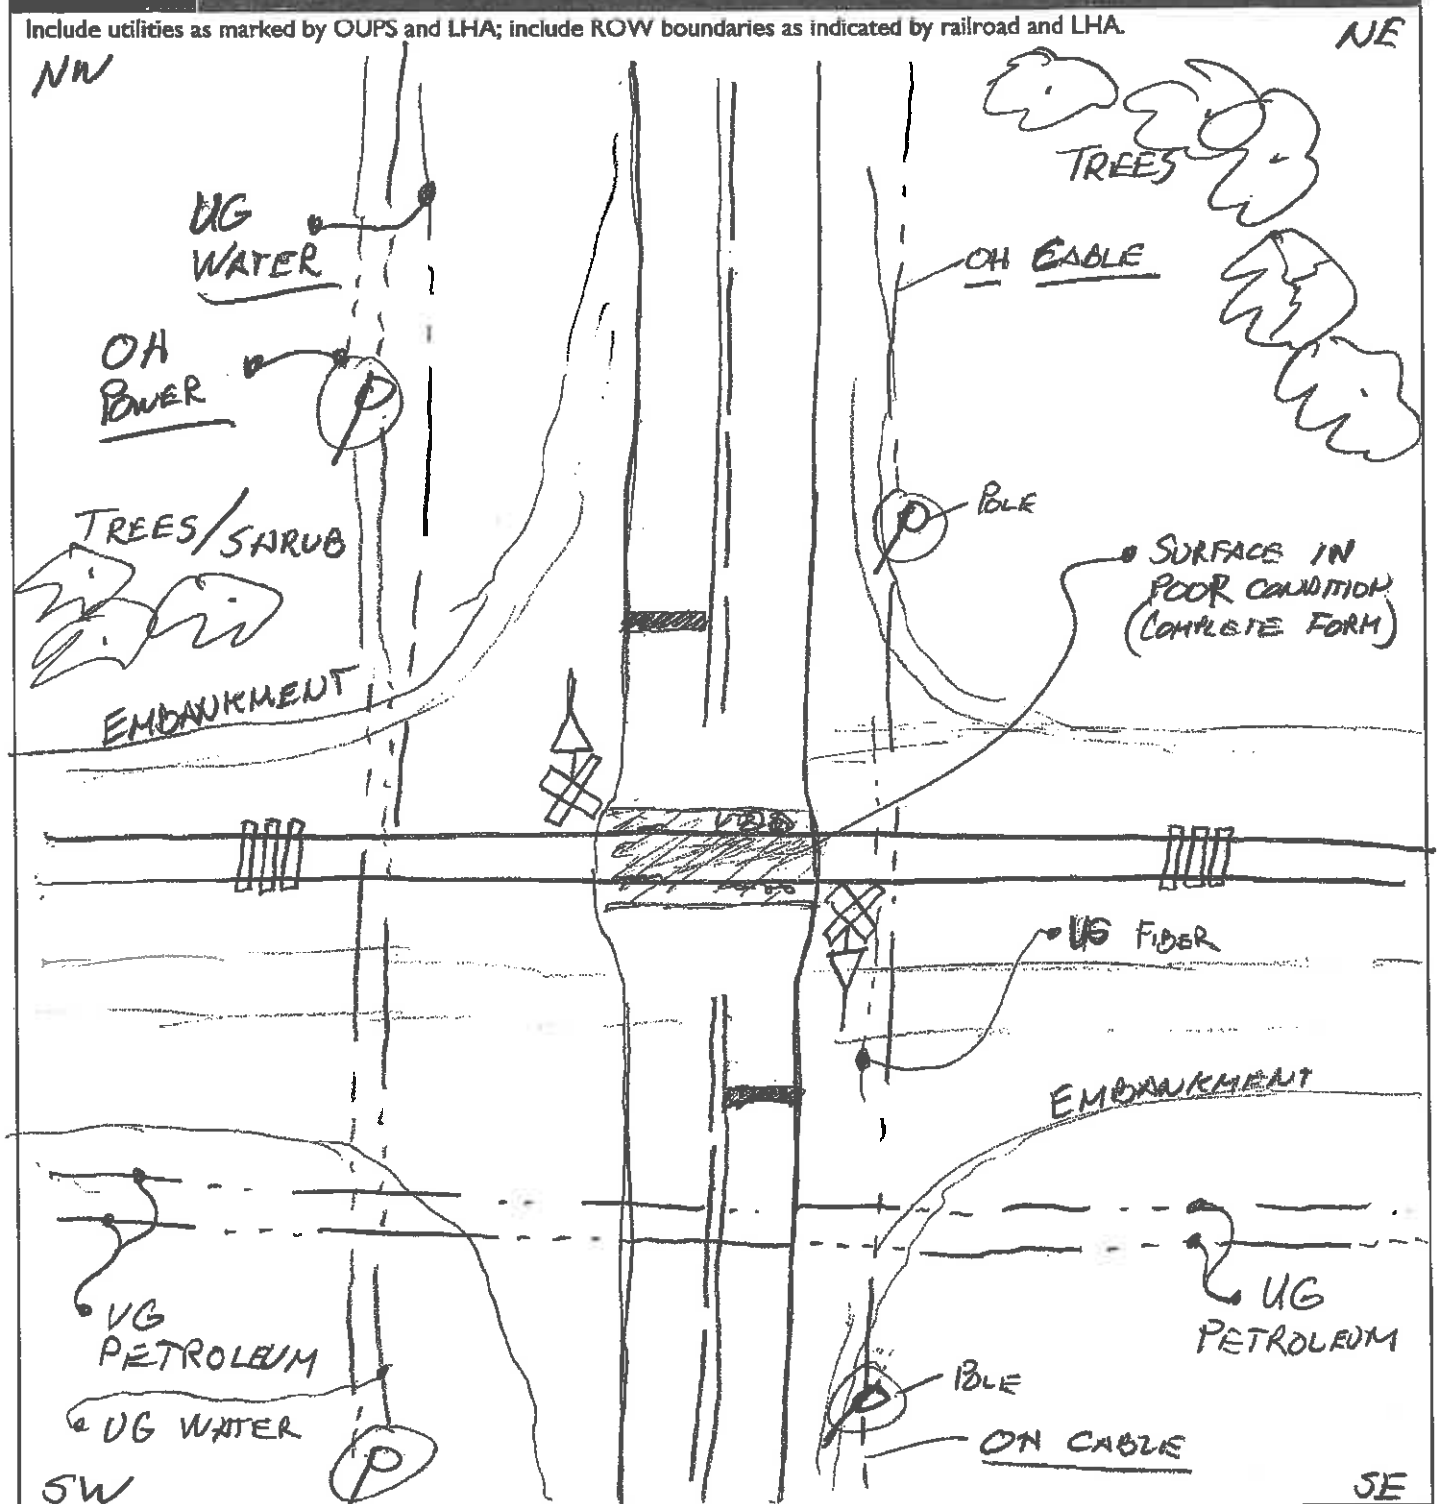 Include utilities as marked by OUPS and LHA; include ROW boundaries as indicated by railroad and LHA.
NW
NE
TREES
UG
WATER
OH CABLE
OH
POWER
POLE
TREES/SHRUB
SURFACE IN
POOR CONDITION
(COMPLETE FORM)
EMBANKMENT
UG FIBER
EMBANKMENT
UG
PETROLEUM
UG
PETROLEUM
POLE
UG WATER
OH CABLE
SW
SE